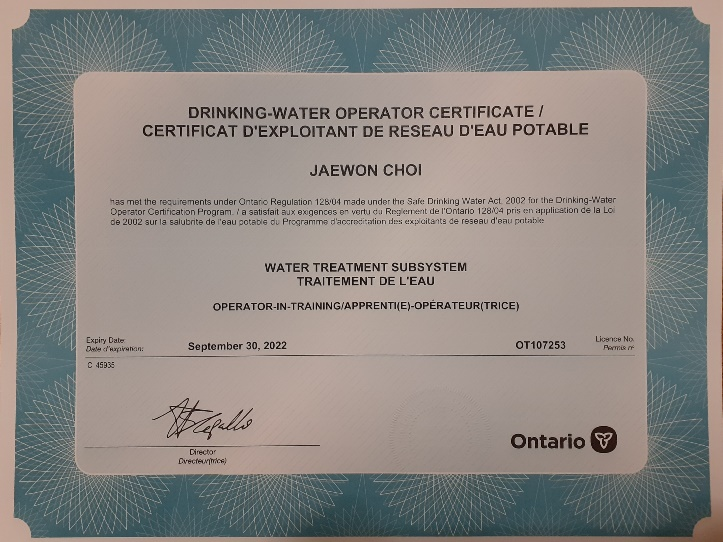 DRINKING-WATER OPERATOR CERTIFICATE /
CERTIFICAT D'EXPLOITANT DE RESEAU D'EAU POTABLE
JAEWON CHOI
has met the requirements under Ontario Regulation 128/04 made under the Safe Drinking Water Act, 2002 for the Drinking-Water
Operator Certification Program. / a satisfait aux exigences en vertu du Reglement de l'Ontario 128/04 pris en application de la Loi
de 2002 sur la salubrite de l'eau potable du Programme d'accreditation des exploitants de reseau d'eau potable
WATER TREATMENT SUBSYSTEM
TRAITEMENT DE L'EAU
OPERATOR-IN-TRAINING/APPRENTI(E)-OPÉRATEUR(TRICE)
Expiry Date:
Date d'expiration:
September 30, 2022
OT107253
Licence No.
Permis nº
C 45935
Director
Directeur(trice)
Ontario